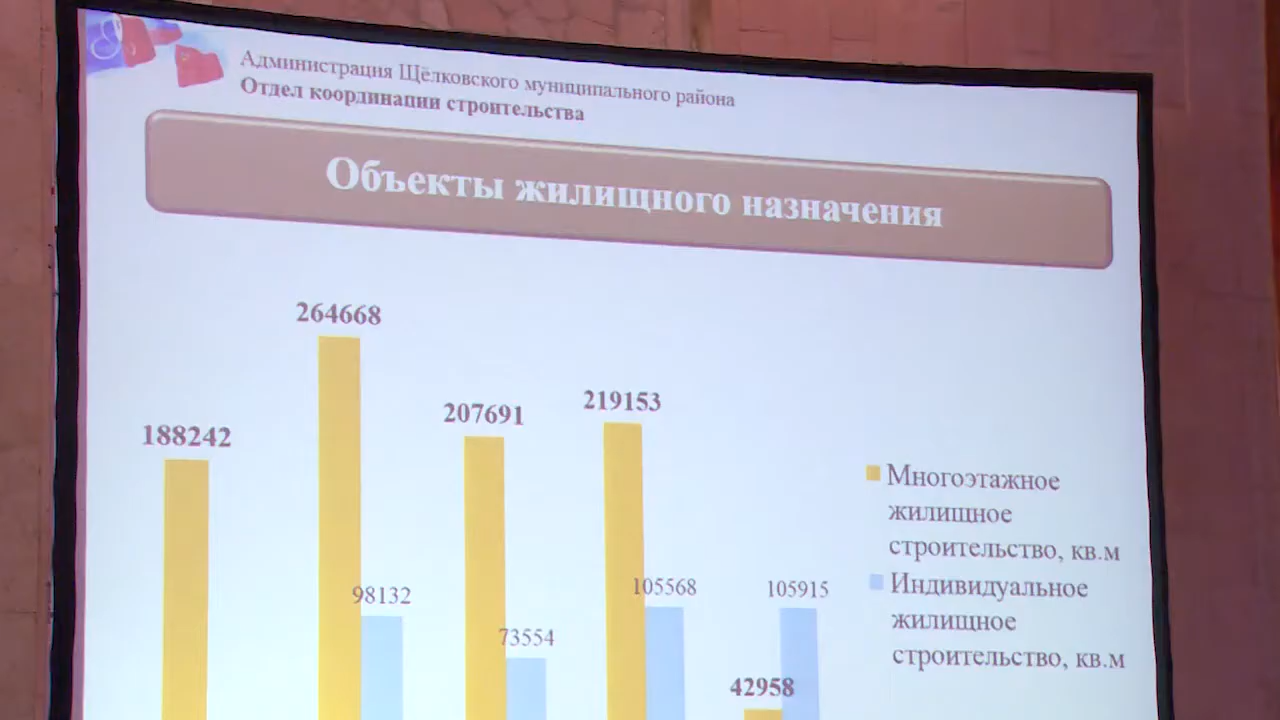 Администрация Щёлковского муниципального района
Отдел координации строительства
Объекты жилищного назначения
264668
219153
207691
188242
Многоэтажное
жилищное
строительство, кв.м
Индивидуальное
жилищное
строительство, кв.м
98132
105568
105915
73554
42958